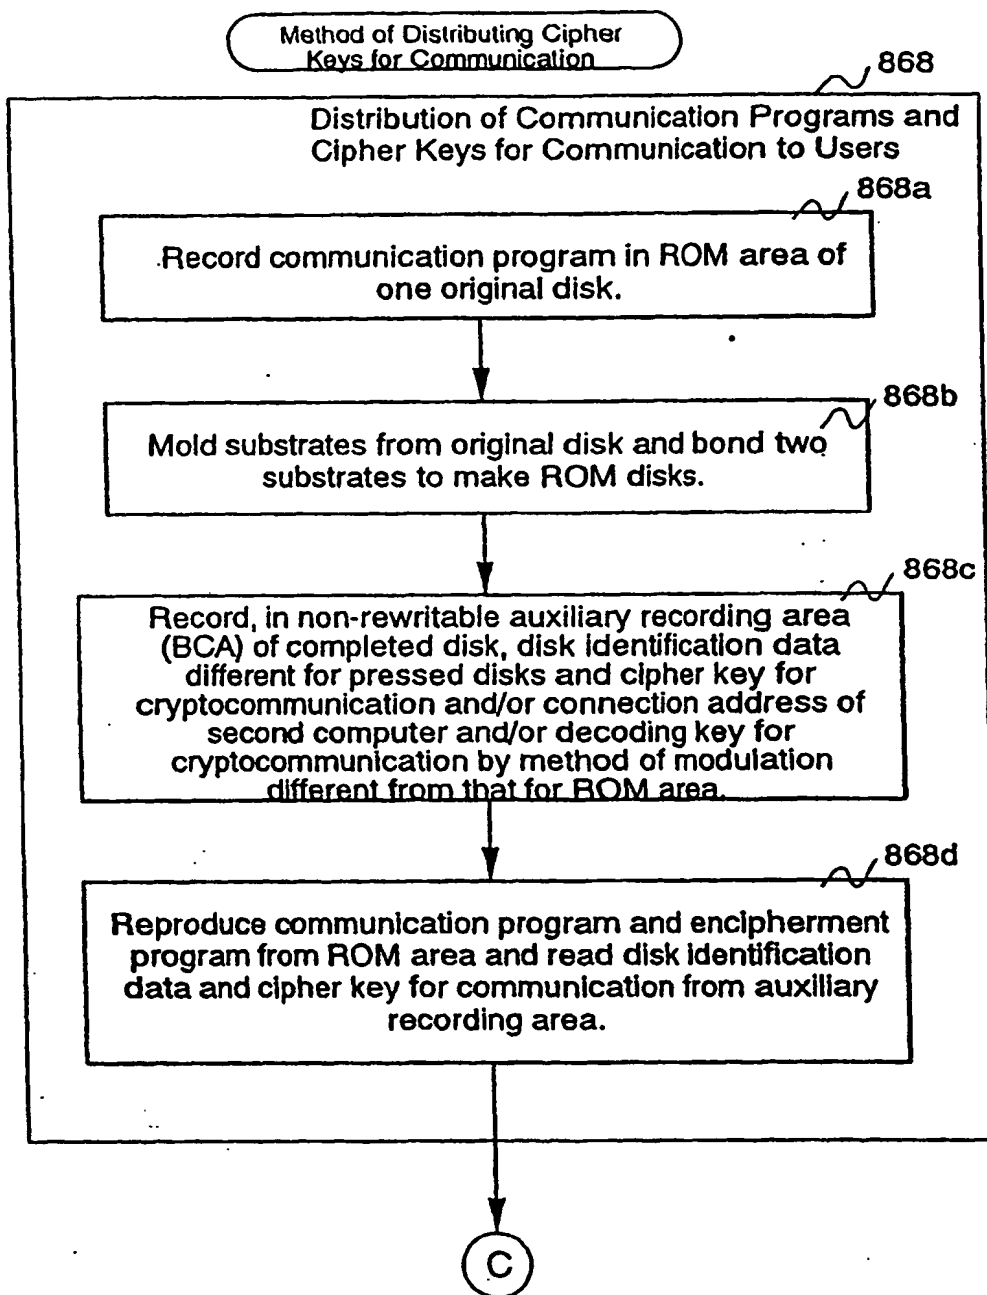 Method of Distributing Cipher
Keys for Communication
868
Distribution of Communication Programs and
Cipher Keys for Communication to Users
868a
Record communication program in ROM area of
one original disk.
868b
Mold substrates from original disk and bond two
substrates to make ROM disks.
868c
Record, in non-rewritable auxiliary recording area
(BCA) of completed disk, disk identification data
different for pressed disks and cipher key for
cryptocommunication and/or connection address of
second computer and/or decoding key for
cryptocommunication by method of modulation
different from that for ROM area.
868d
Reproduce communication program and encipherment
program from ROM area and read disk identification
data and cipher key for communication from auxiliary
recording area.
C